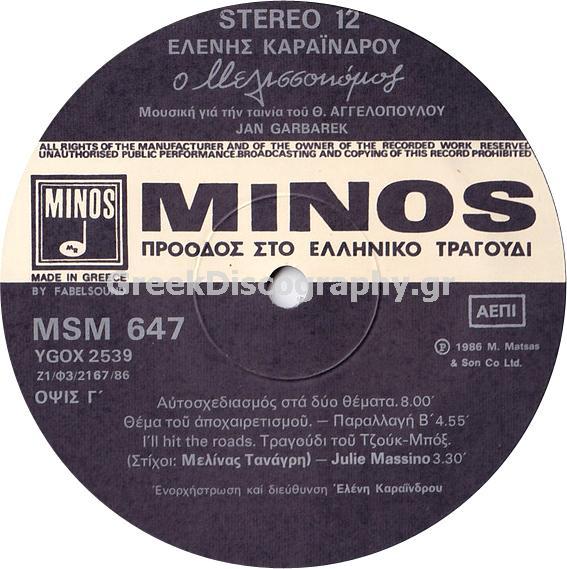 STEREO 12
ΕΛΕΝΗΣ ΚΑΡΑΪΝΔΡΟΥ
ο Μελισσοκόμος
Μουσική γιά τήν ταινία τοῦ Θ. ΑΓΓΕΛΟΠΟΥΛΟΥ
JAN GARBAREK
ALL RIGHTS OF THE MANUFACTURER AND OF THE OWNER OF THE RECORDED WORK RESERVED
UNAUTHORISED PUBLIC PERFORMANCE.BROADCASTING AND COPYING OF THIS RECORD PROHIBITED
MINOS
MINOS
ΠΡΟΟΔΟΣ ΣΤΟ ΕΛΛΗΝΙΚΟ ΤΡΑΓΟΥΔΙ
MADE IN GREECE
BY FABELSOUND
GreekDiscography.gr
MSM 647
YGOX 2539
Ζ1/Φ3/2167/86
ΟΨΙΣ Γ΄
ΑΕΠΙ
Ⓟ 1986 M. Matsas
& Son Co Ltd.
Αὐτοσχεδιασμός στά δύο θέματα.8.00΄
Θέμα τοῦ ἀποχαιρετισμοῦ. – Παραλλαγή Β΄ 4.55΄
I'll hit the roads. Τραγούδι τοῦ Τζούκ-Μπόξ.
(Στίχοι: Μελίνας Τανάγρη) – Julie Massino 3.30΄
Ἐνορχήστρωση καί διεύθυνση Ἑλένη Καραΐνδρου